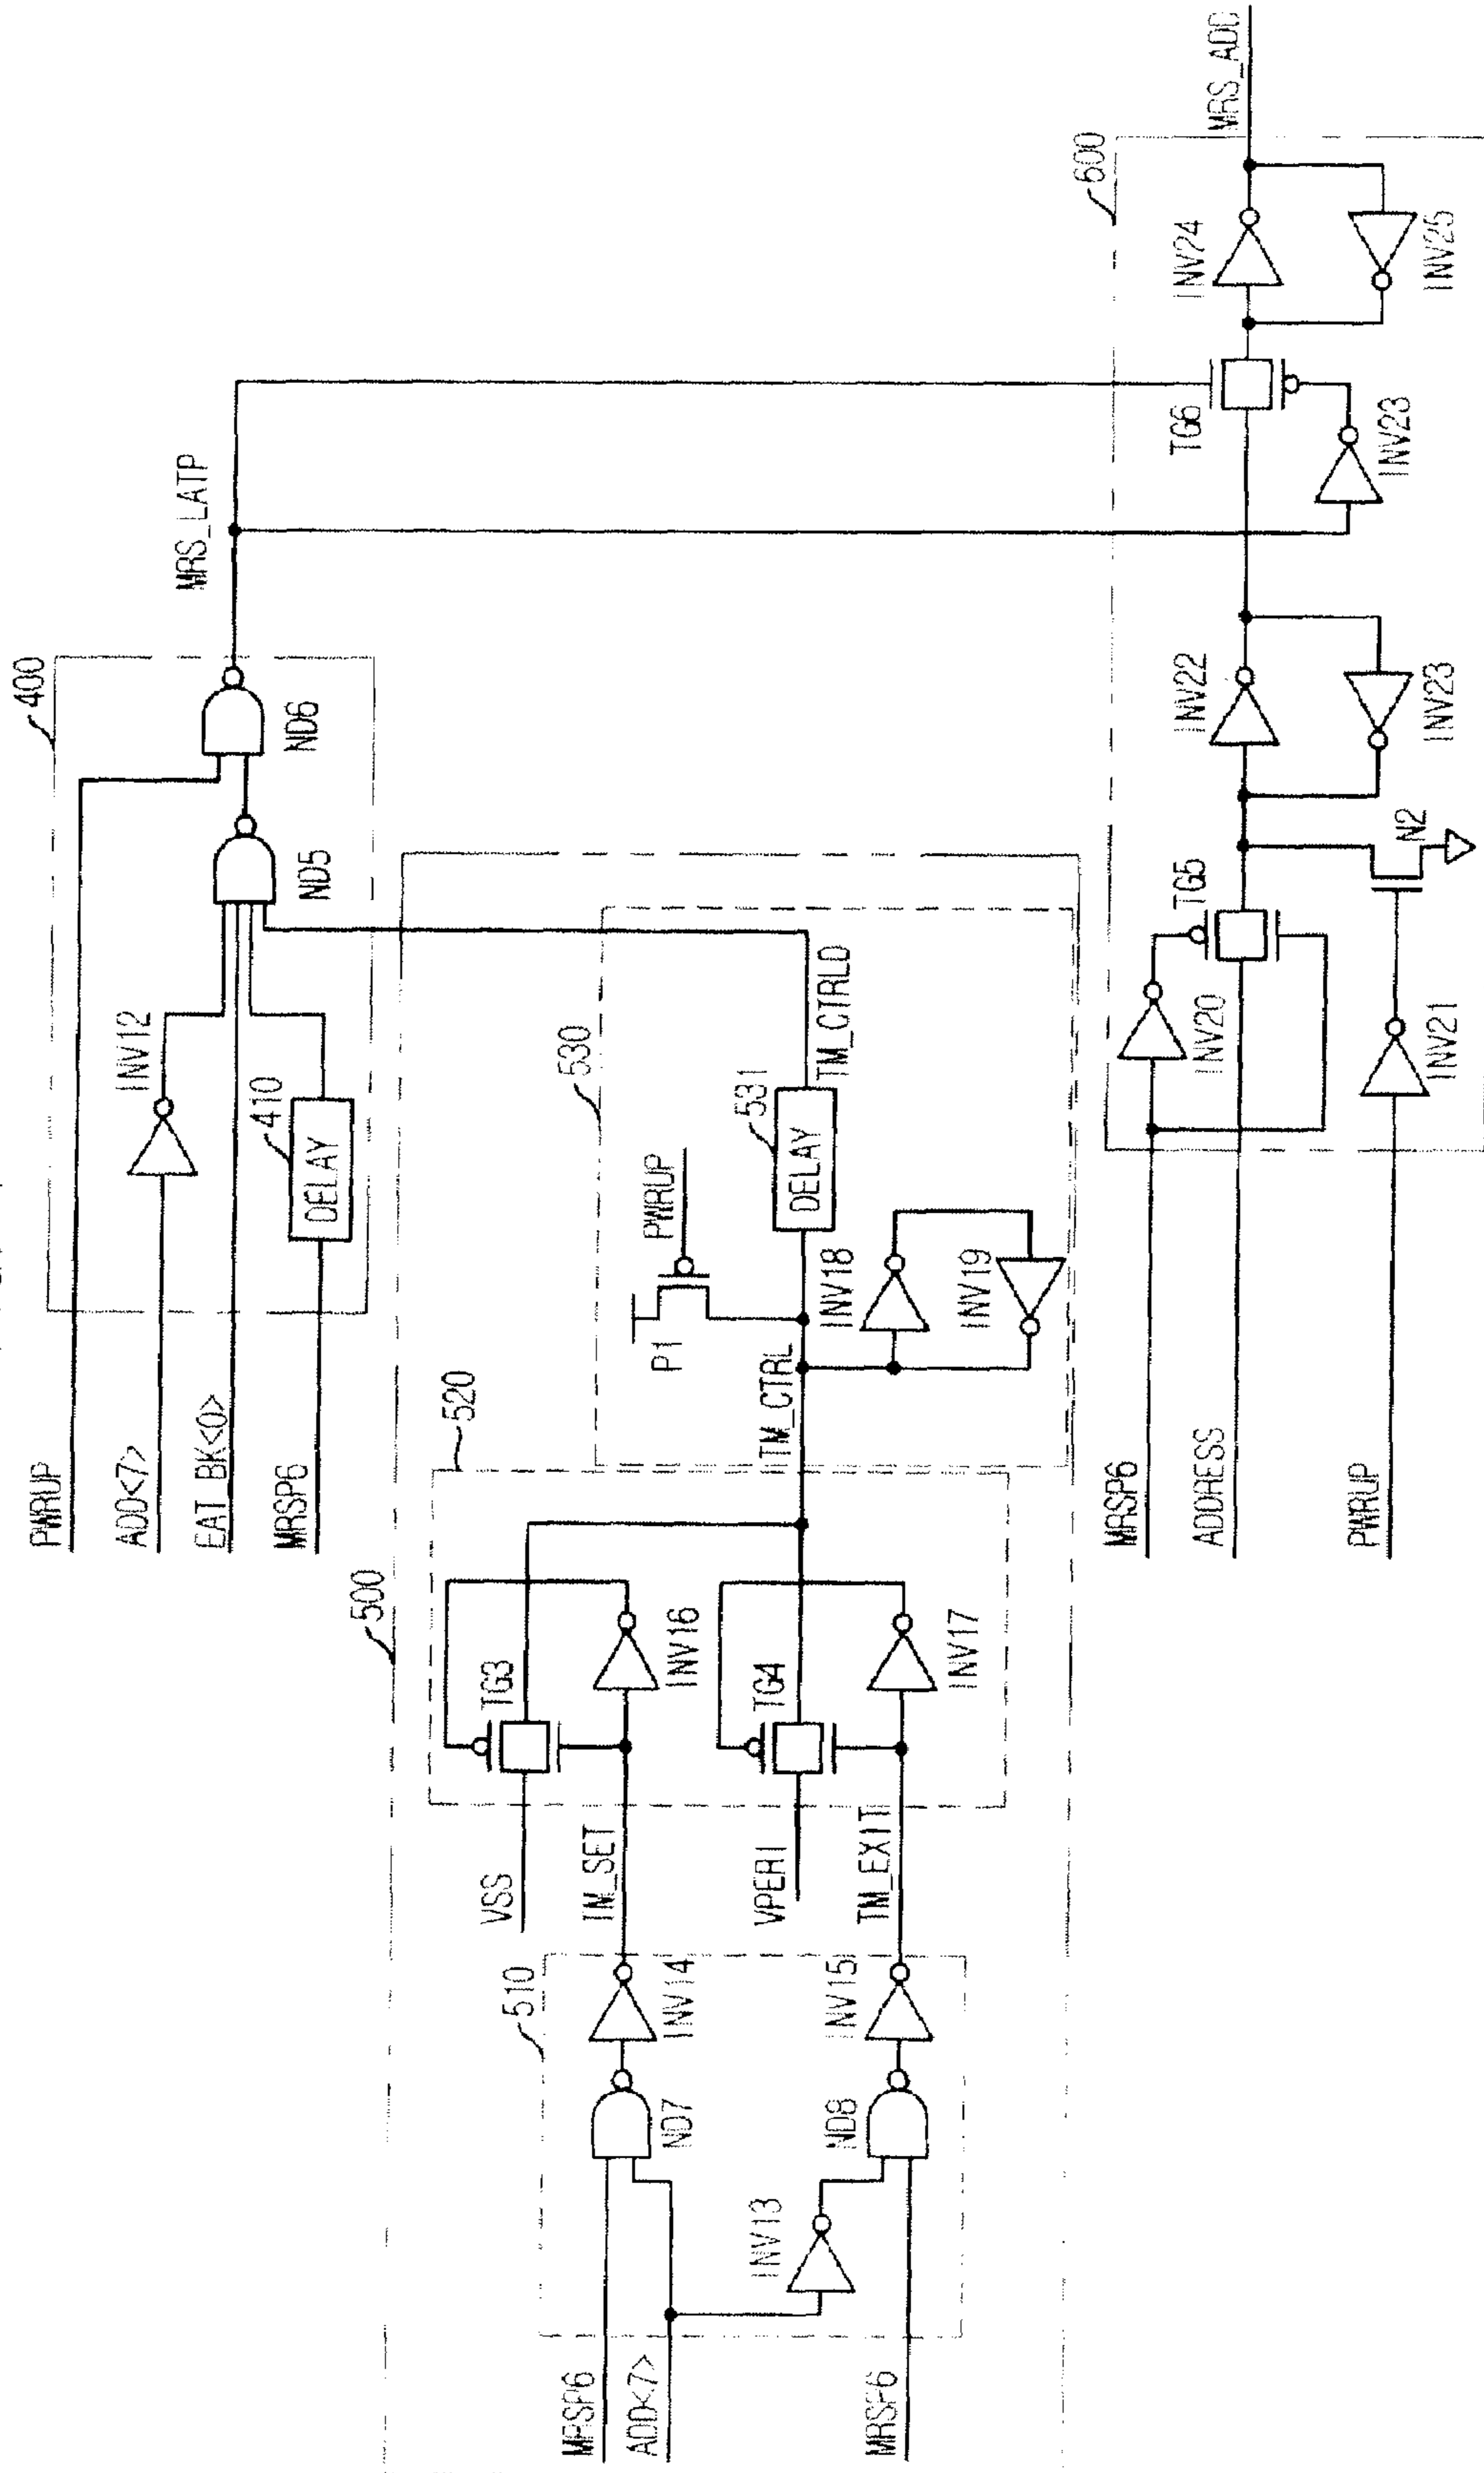 400
PWRUP
ADD<7>
EAT_BK<0>
MRSP6
INV12
410
DELAY
ND5
ND6
MRS_LATP
500
510
MRSP6
ADD<7>
MRSP6
INV13
ND7
ND8
INV14
INV15
TM_SET
TM_EXIT
520
VSS
VPERI
TG3
TG4
INV16
INV17
530
TM_CTRL
P1
PWRUP
INV18
INV19
531
DELAY
TM_CTRLD
600
MRSP6
ADDRESS
PWRUP
INV20
INV21
TG5
N2
INV22
INV23
TG6
INV23
INV24
INV25
MRS_ADD